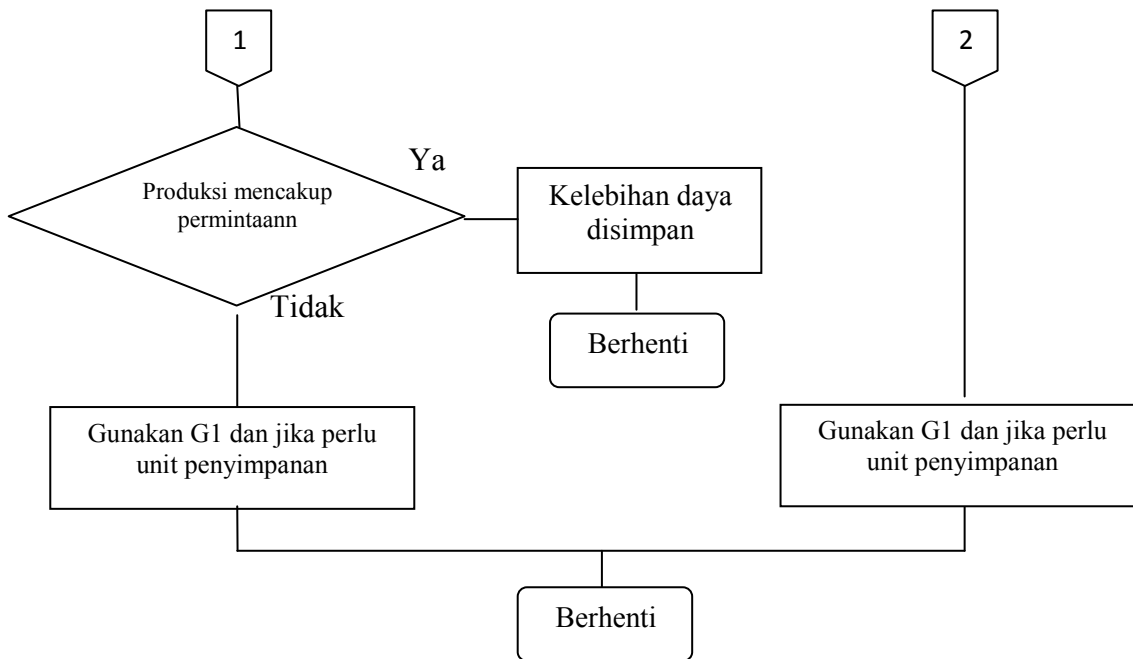 1
2
Ya
Produksi mencakup
permintaann
Kelebihan daya
disimpan
Tidak
Berhenti
Gunakan G1 dan jika perlu
unit penyimpanan
Gunakan G1 dan jika perlu
unit penyimpanan
Berhenti